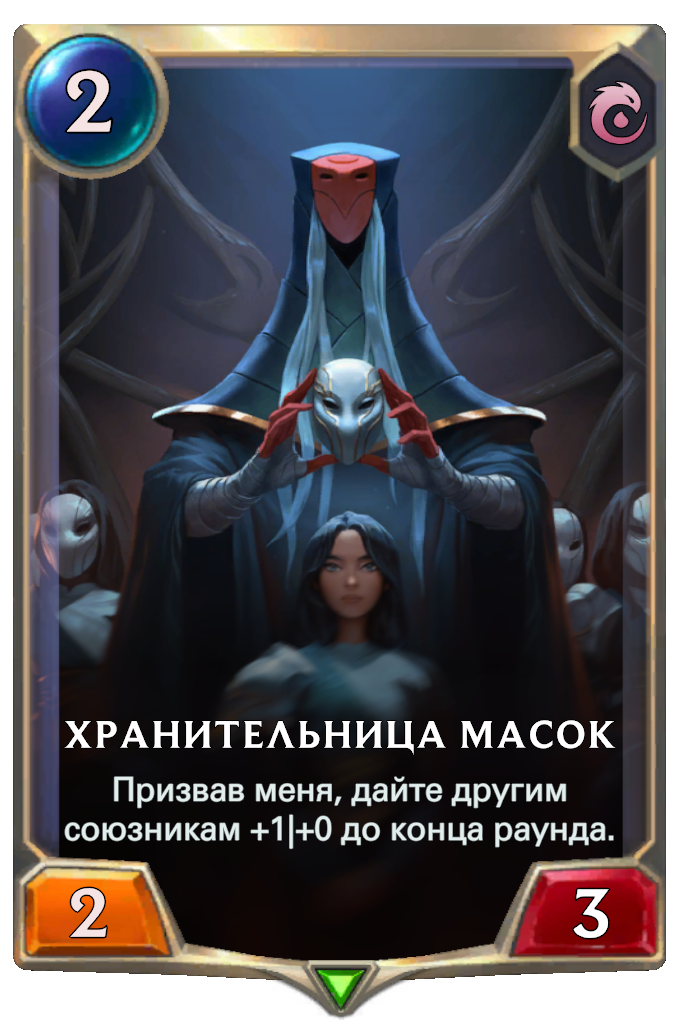 2
ХРАНИТЕЛЬНИЦА МАСОК
Призвав меня, дайте другим
союзникам +1|+0 до конца раунда.
2
3